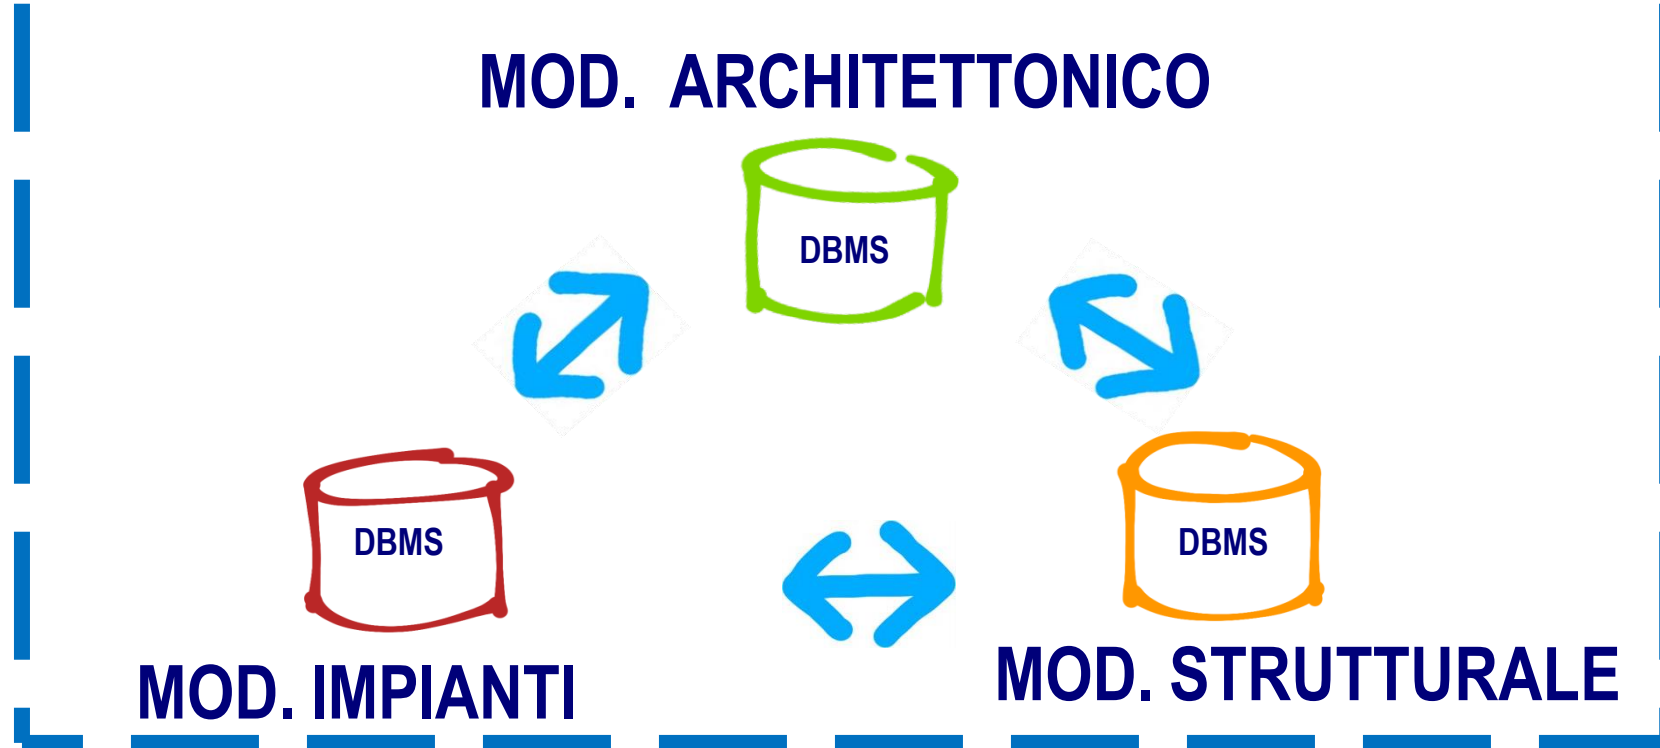 MOD. ARCHITETTONICO
DBMS
DBMS
DBMS
MOD. IMPIANTI
MOD. STRUTTURALE